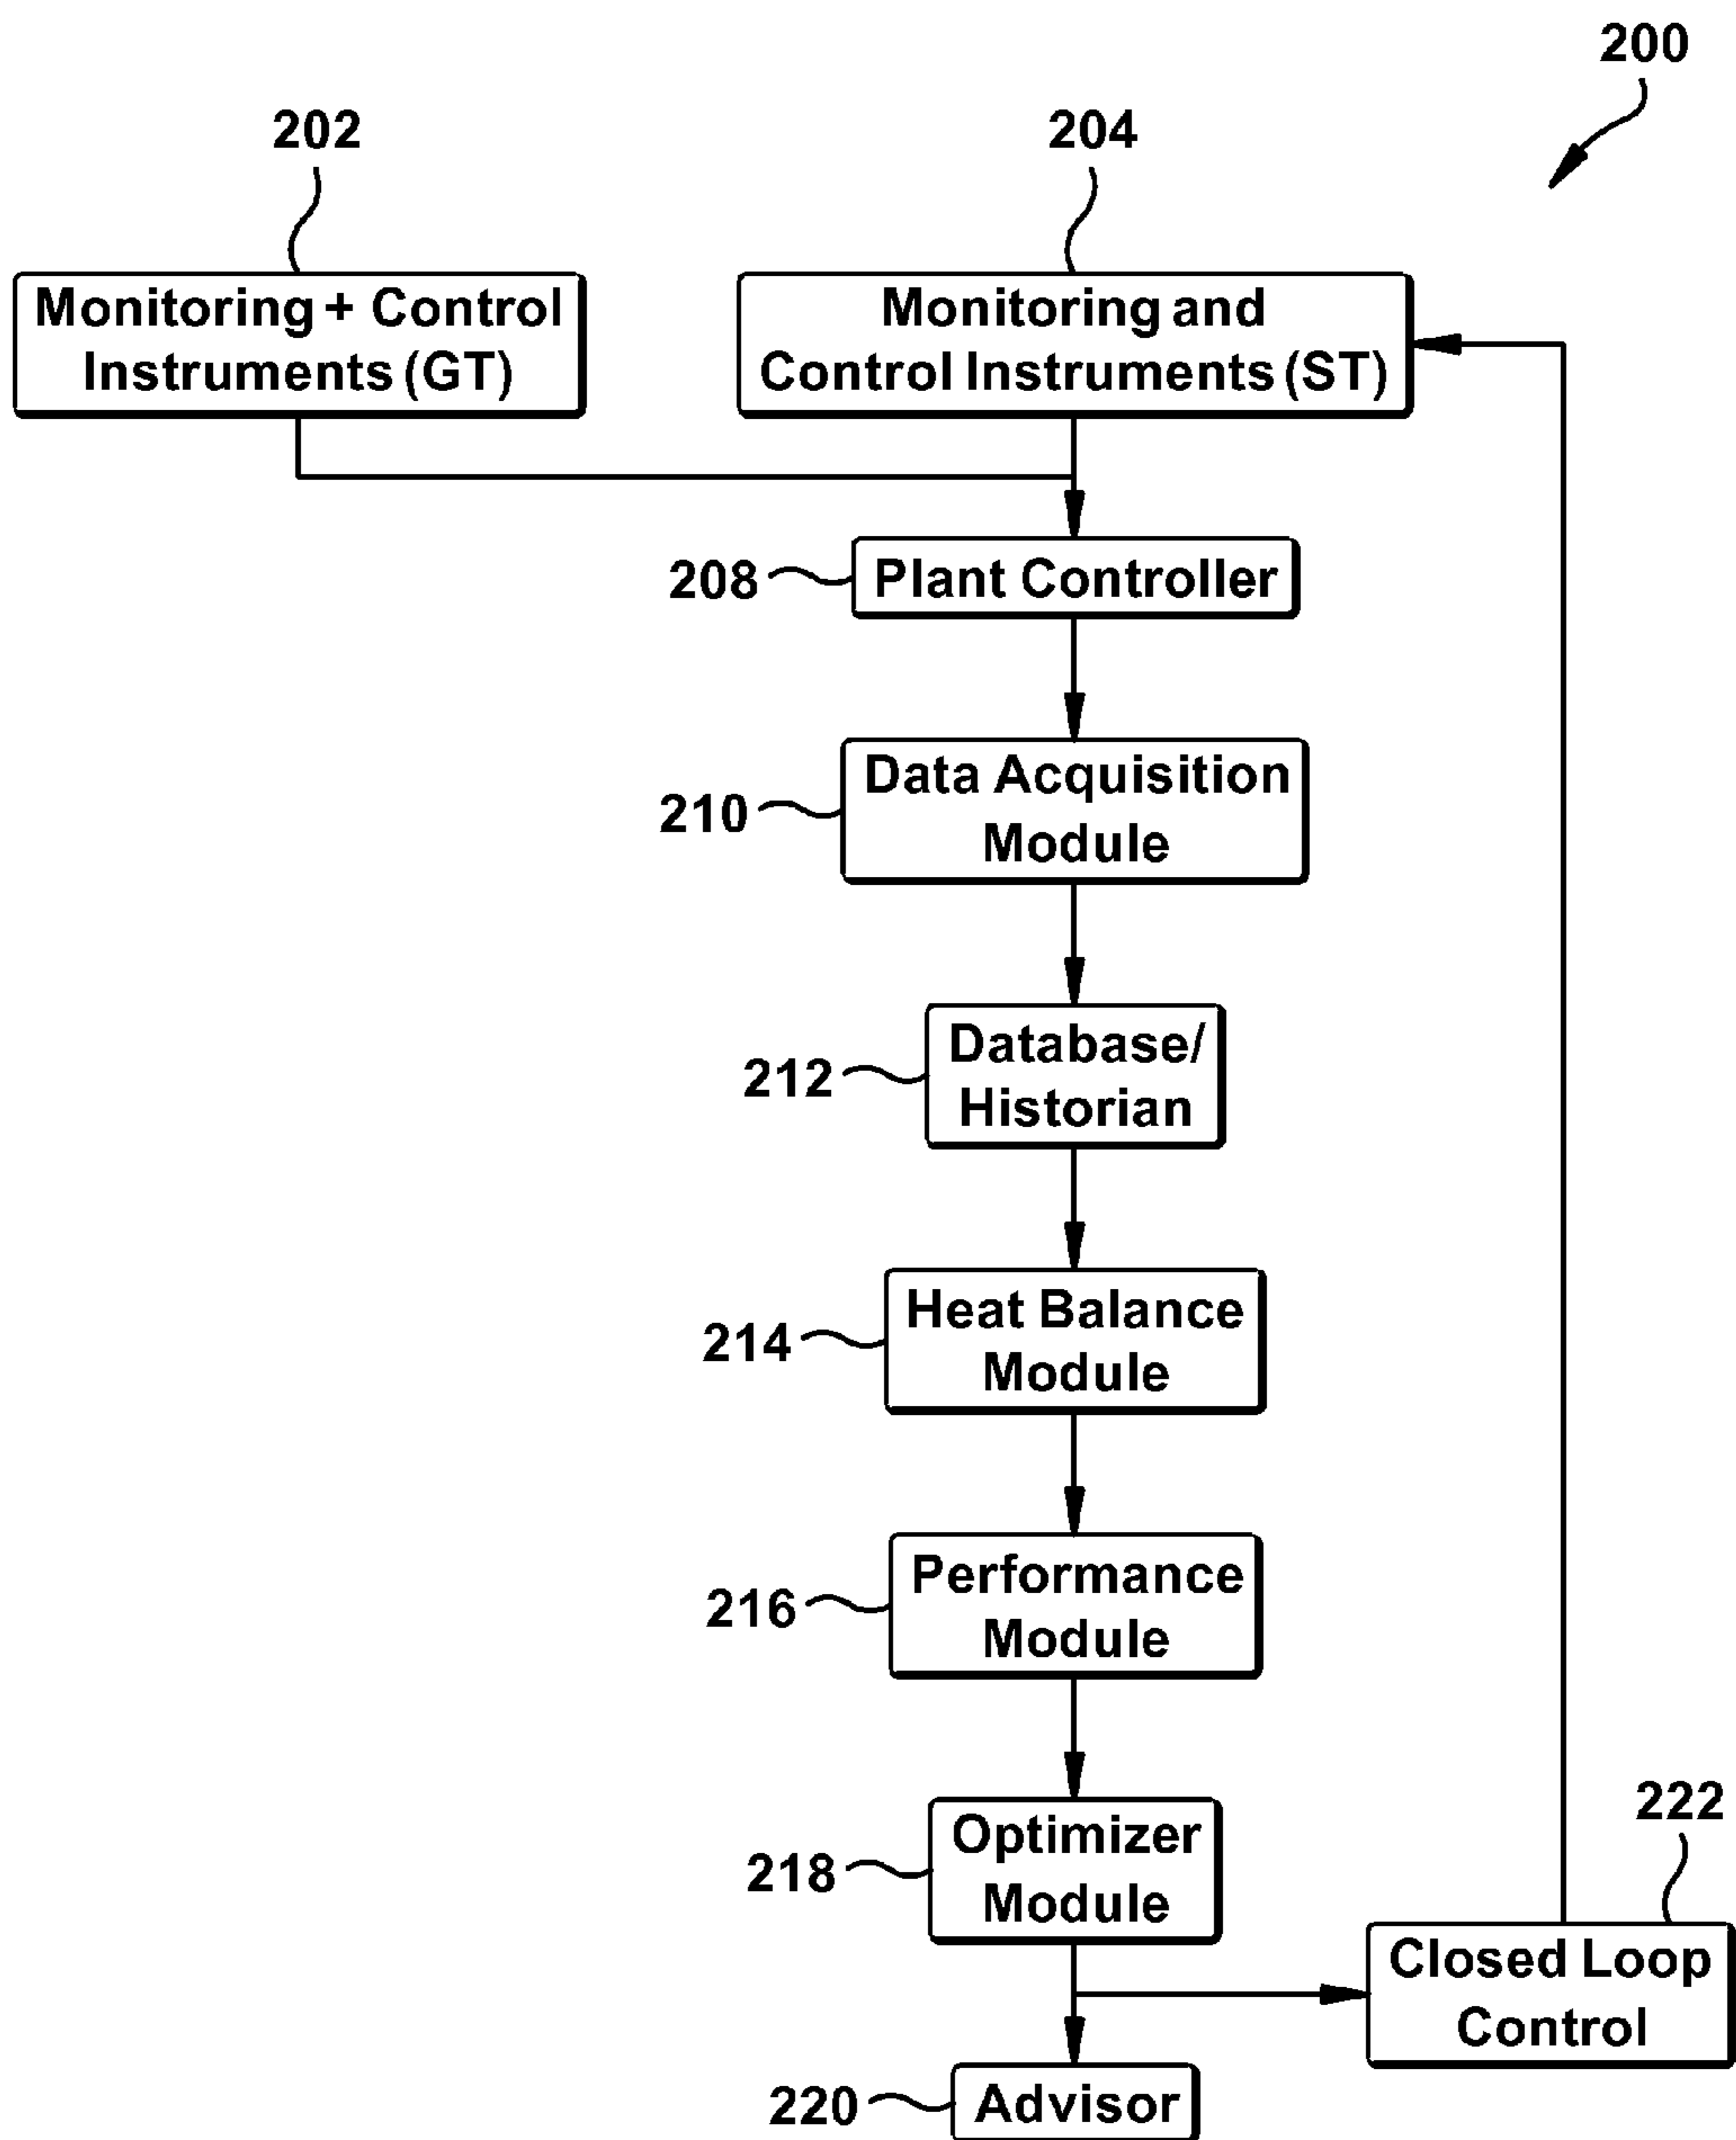 200
202
204
Monitoring + Control
Instruments (GT)
Monitoring and
Control Instruments (ST)
208
Plant Controller
210
Data Acquisition
Module
212
Database/
Historian
214
Heat Balance
Module
216
Performance
Module
218
Optimizer
Module
222
Closed Loop
Control
220
Advisor